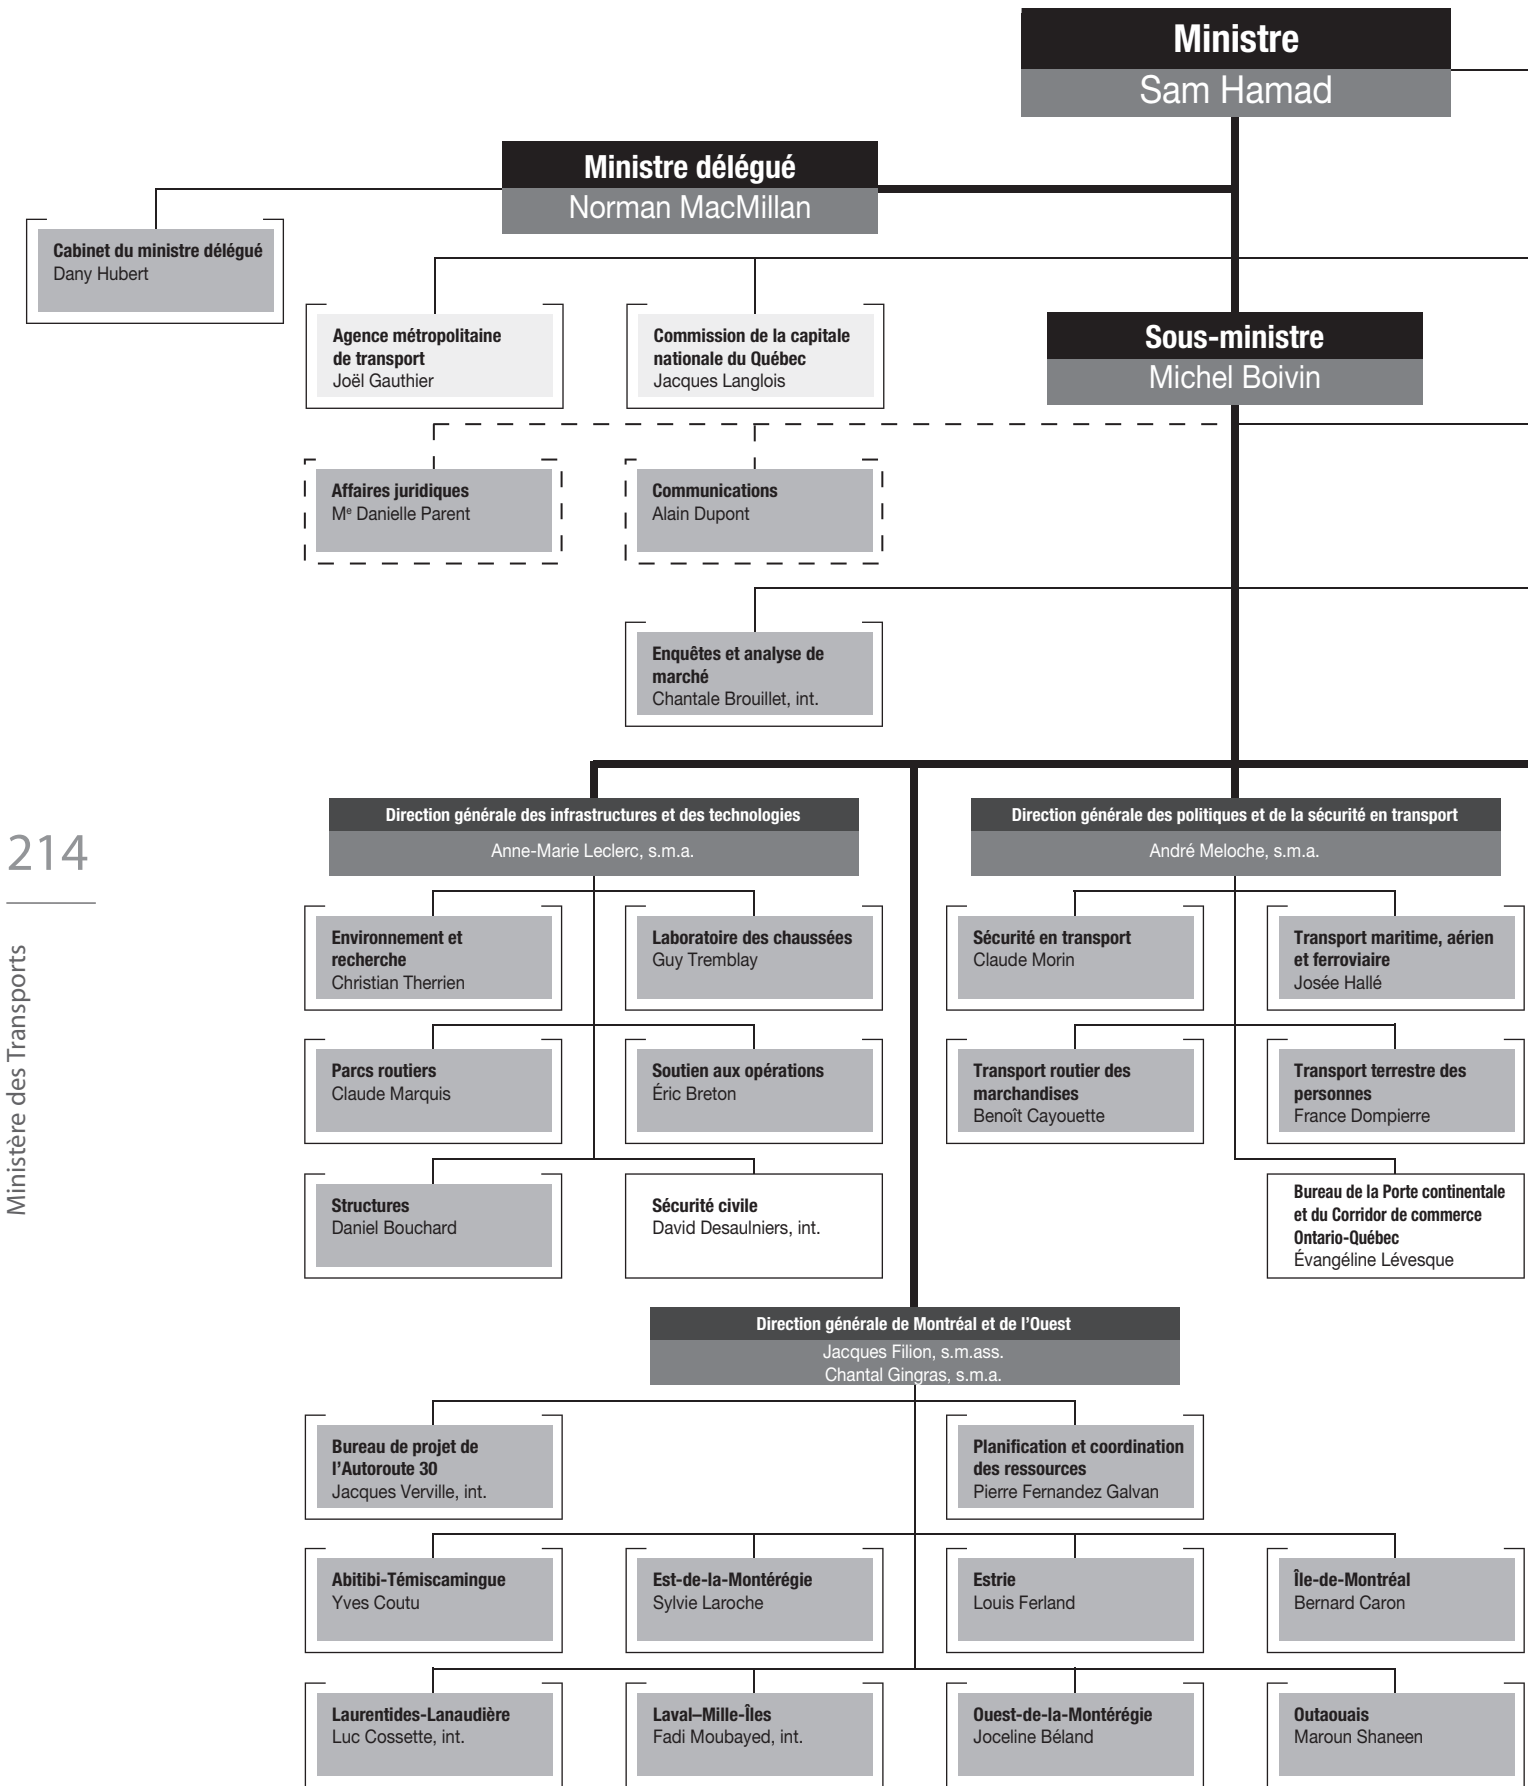 Ministre
Sam Hamad
Ministre délégué
Norman MacMillan
Cabinet du ministre délégué
Dany Hubert
Agence métropolitaine
de transport
Joël Gauthier
Commission de la capitale
nationale du Québec
Jacques Langlois
Sous-ministre
Michel Boivin
Affaires juridiques
Me Danielle Parent
Communications
Alain Dupont
Enquêtes et analyse de
marché
Chantale Brouillet, int.
Direction générale des infrastructures et des technologies
Anne-Marie Leclerc, s.m.a.
Direction générale des politiques et de la sécurité en transport
André Meloche, s.m.a.
214
Ministère des Transports
Environnement et
recherche
Christian Therrien
Laboratoire des chaussées
Guy Tremblay
Sécurité en transport
Claude Morin
Transport maritime, aérien
et ferroviaire
Josée Hallé
Parcs routiers
Claude Marquis
Soutien aux opérations
Éric Breton
Transport routier des
marchandises
Benoît Cayouette
Transport terrestre des
personnes
France Dompierre
Structures
Daniel Bouchard
Sécurité civile
David Desaulniers, int.
Bureau de la Porte continentale
et du Corridor de commerce
Ontario-Québec
Évangéline Lévesque
Direction générale de Montréal et de l'Ouest
Jacques Filion, s.m.ass.
Chantal Gingras, s.m.a.
Bureau de projet de
l'Autoroute 30
Jacques Verville, int.
Planification et coordination
des ressources
Pierre Fernandez Galvan
Abitibi-Témiscamingue
Yves Coutu
Est-de-la-Montérégie
Sylvie Laroche
Estrie
Louis Ferland
Île-de-Montréal
Bernard Caron
Laurentides-Lanaudière
Luc Cossette, int.
Laval–Mille-Îles
Fadi Moubayed, int.
Ouest-de-la-Montérégie
Joceline Béland
Outaouais
Maroun Shaneen